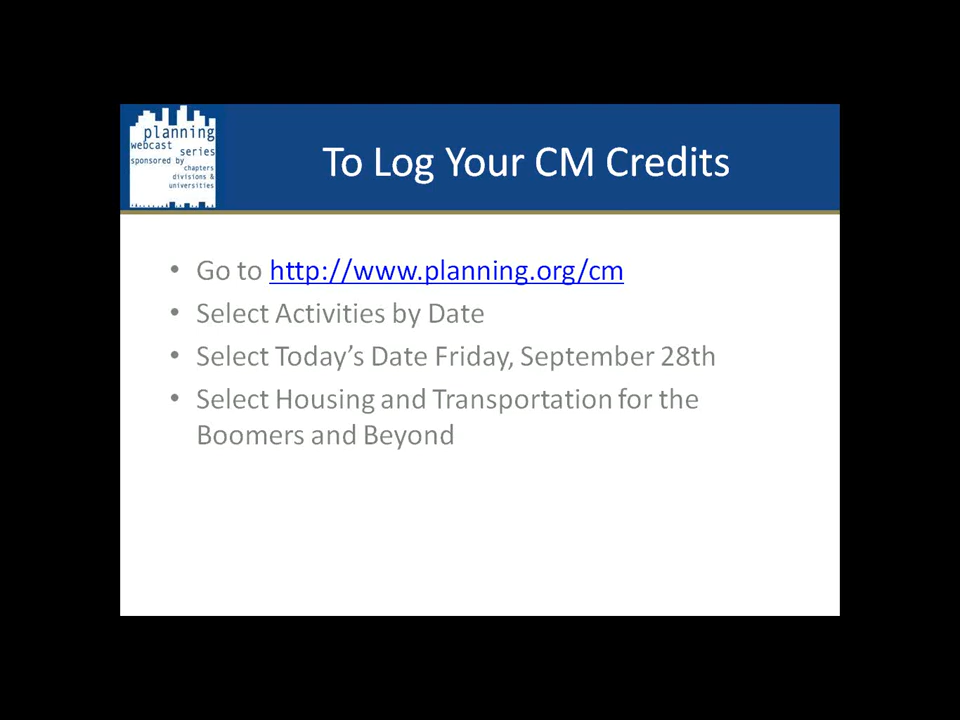 planning
webcast series
sponsored by
chapters
divisions &
universities
To Log Your CM Credits
• Go to http://www.planning.org/cm
• Select Activities by Date
• Select Today’s Date Friday, September 28th
• Select Housing and Transportation for the
Boomers and Beyond